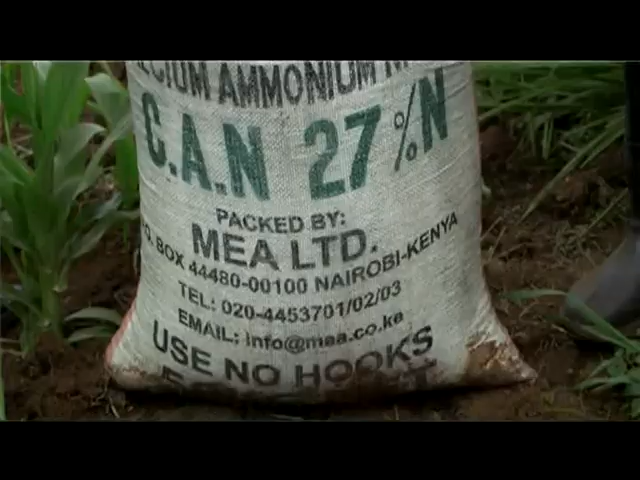 AMMONIUM
C.A.N 27%N
PACKED BY:
MEA LTD.
BOX 44480-00100 NAIROBI-KENYA
TEL: 020-4453701/02/03
EMAIL: info@mea.co.ke
USE NO HOOKS